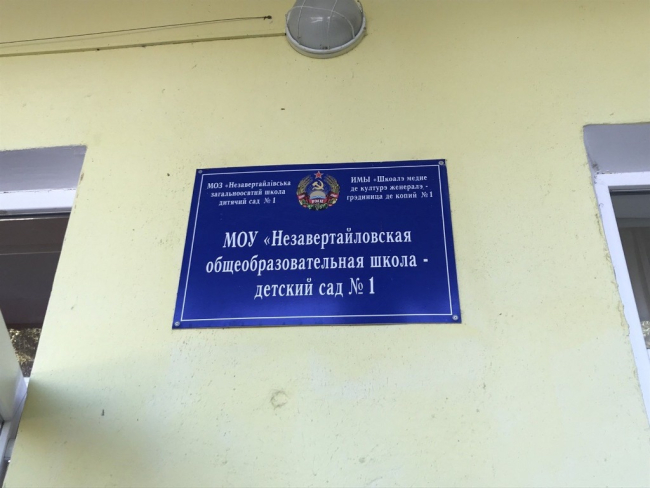 МОЗ «Незавертайлівська
загальноосятий школа
дитячий сад № 1
ИМЫ «Шкоалэ медие
де културэ женералэ -
грэдиница де копий № 1
МОУ «Незавертайловская
общеобразовательная школа -
детский сад № 1